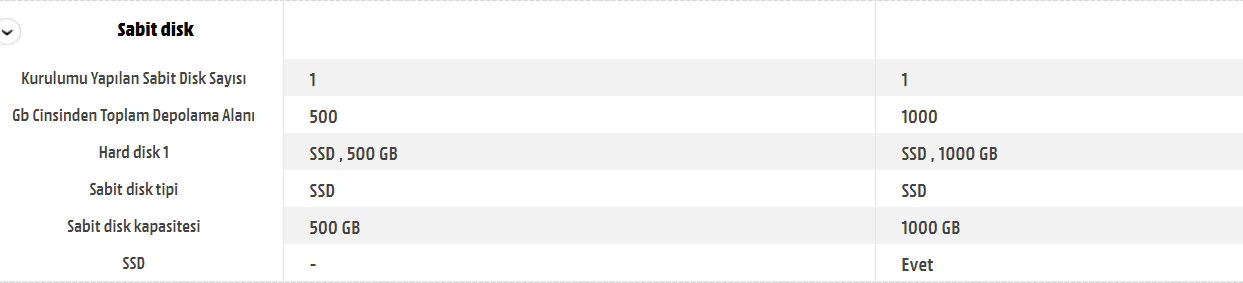 Sabit disk
Kurulumu Yapılan Sabit Disk Sayısı 1 1
Gb Cinsinden Toplam Depolama Alanı 500 1000
Hard disk 1 SSD , 500 GB SSD , 1000 GB
Sabit disk tipi SSD SSD
Sabit disk kapasitesi 500 GB 1000 GB
SSD - Evet